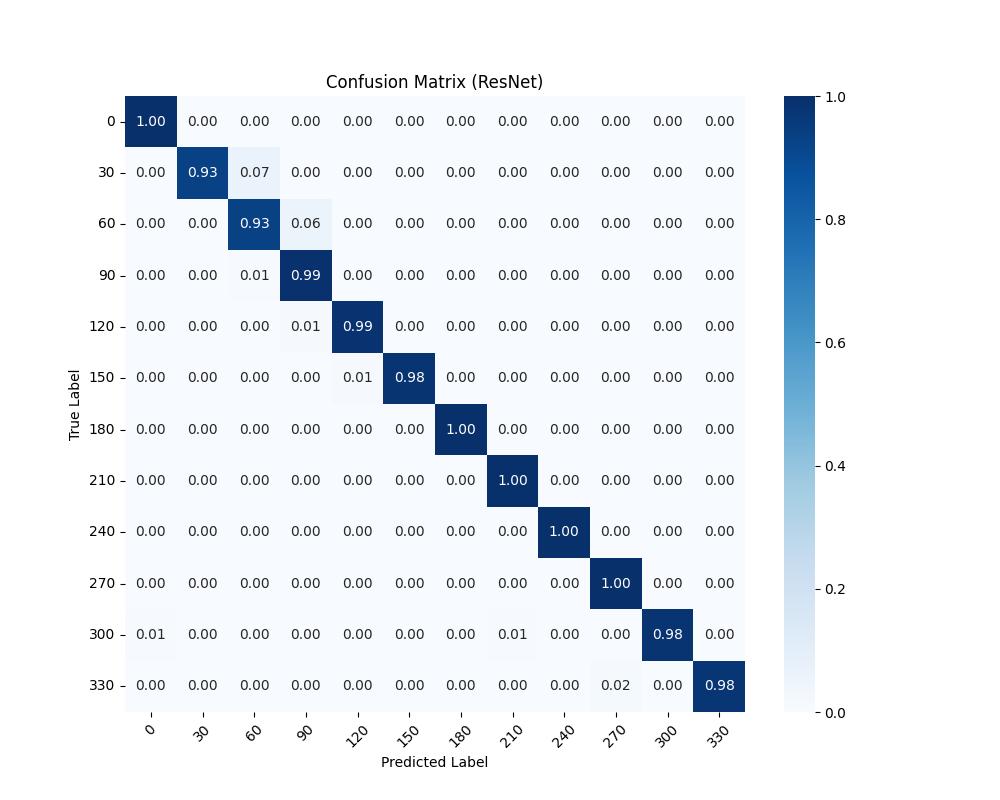 Confusion Matrix (ResNet)
0 1.00 0.00 0.00 0.00 0.00 0.00 0.00 0.00 0.00 0.00 0.00 0.00
30 0.00 0.93 0.07 0.00 0.00 0.00 0.00 0.00 0.00 0.00 0.00 0.00
60 0.00 0.00 0.93 0.06 0.00 0.00 0.00 0.00 0.00 0.00 0.00 0.00
90 0.00 0.00 0.01 0.99 0.00 0.00 0.00 0.00 0.00 0.00 0.00 0.00
120 0.00 0.00 0.00 0.01 0.99 0.00 0.00 0.00 0.00 0.00 0.00 0.00
150 0.00 0.00 0.00 0.00 0.01 0.98 0.00 0.00 0.00 0.00 0.00 0.00
180 0.00 0.00 0.00 0.00 0.00 0.00 1.00 0.00 0.00 0.00 0.00 0.00
210 0.00 0.00 0.00 0.00 0.00 0.00 0.00 1.00 0.00 0.00 0.00 0.00
240 0.00 0.00 0.00 0.00 0.00 0.00 0.00 0.00 1.00 0.00 0.00 0.00
270 0.00 0.00 0.00 0.00 0.00 0.00 0.00 0.00 0.00 1.00 0.00 0.00
300 0.01 0.00 0.00 0.00 0.00 0.00 0.00 0.01 0.00 0.00 0.98 0.00
330 0.00 0.00 0.00 0.00 0.00 0.00 0.00 0.00 0.00 0.02 0.00 0.98
0 30 60 90 120 150 180 210 240 270 300 330
Predicted Label
True Label
1.0
0.8
0.6
0.4
0.2
0.0